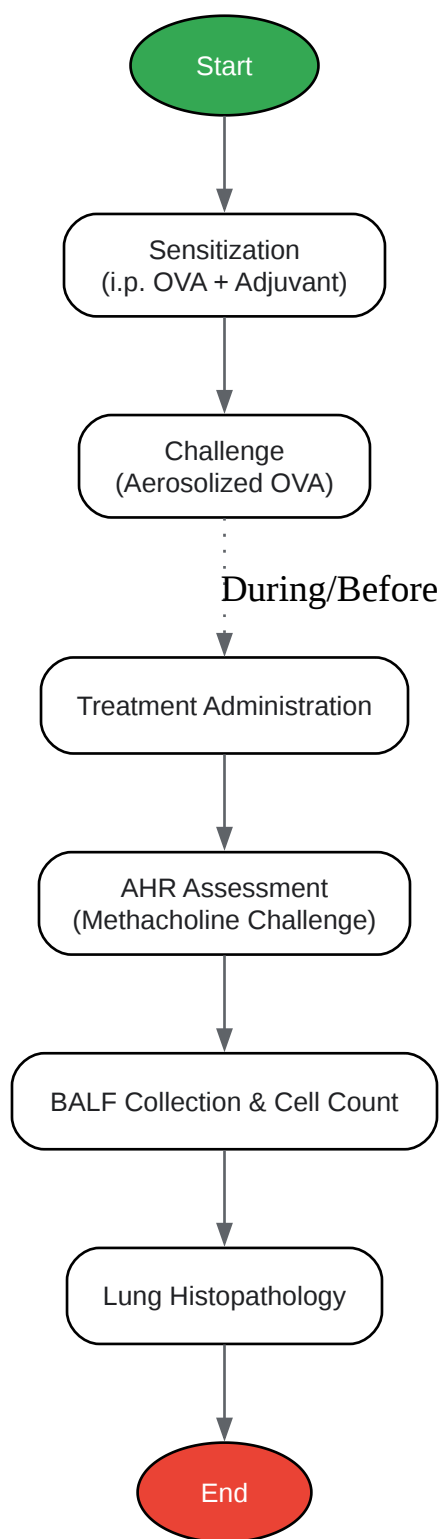 Start
Sensitization
(i.p. OVA + Adjuvant)
Challenge
(Aerosolized OVA)
During/Before
Treatment Administration
AHR Assessment
(Methacholine Challenge)
BALF Collection & Cell Count
Lung Histopathology
End